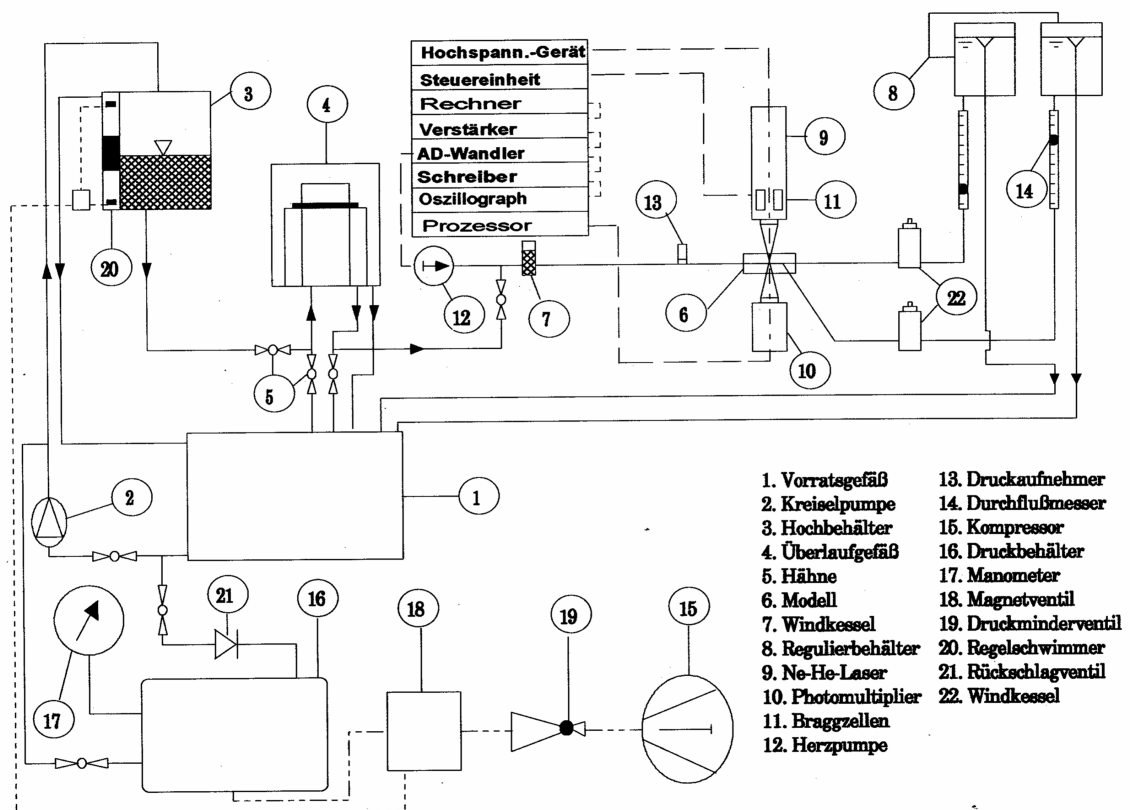 Hochspann.-Gerät
Steuereinheit
Rechner
Verstärker
AD-Wandler
Schreiber
Oszillograph
Prozessor
3
4
8
9
11
13
14
20
12
7
6
22
10
5
2
1
21
16
18
19
15
17
1. Vorratsgefäß
2. Kreiselpumpe
3. Hochbehälter
4. Überlaufgefäß
5. Hähne
6. Modell
7. Windkessel
8. Regulierbehälter
9. Ne-He-Laser
10. Photomultiplier
11. Braggzellen
12. Herzpumpe
13. Druckaufnehmer
14. Durchflußmesser
15. Kompressor
16. Druckbehälter
17. Manometer
18. Magnetventil
19. Druckminderventil
20. Regelschwimmer
21. Rückschlagventil
22. Windkessel